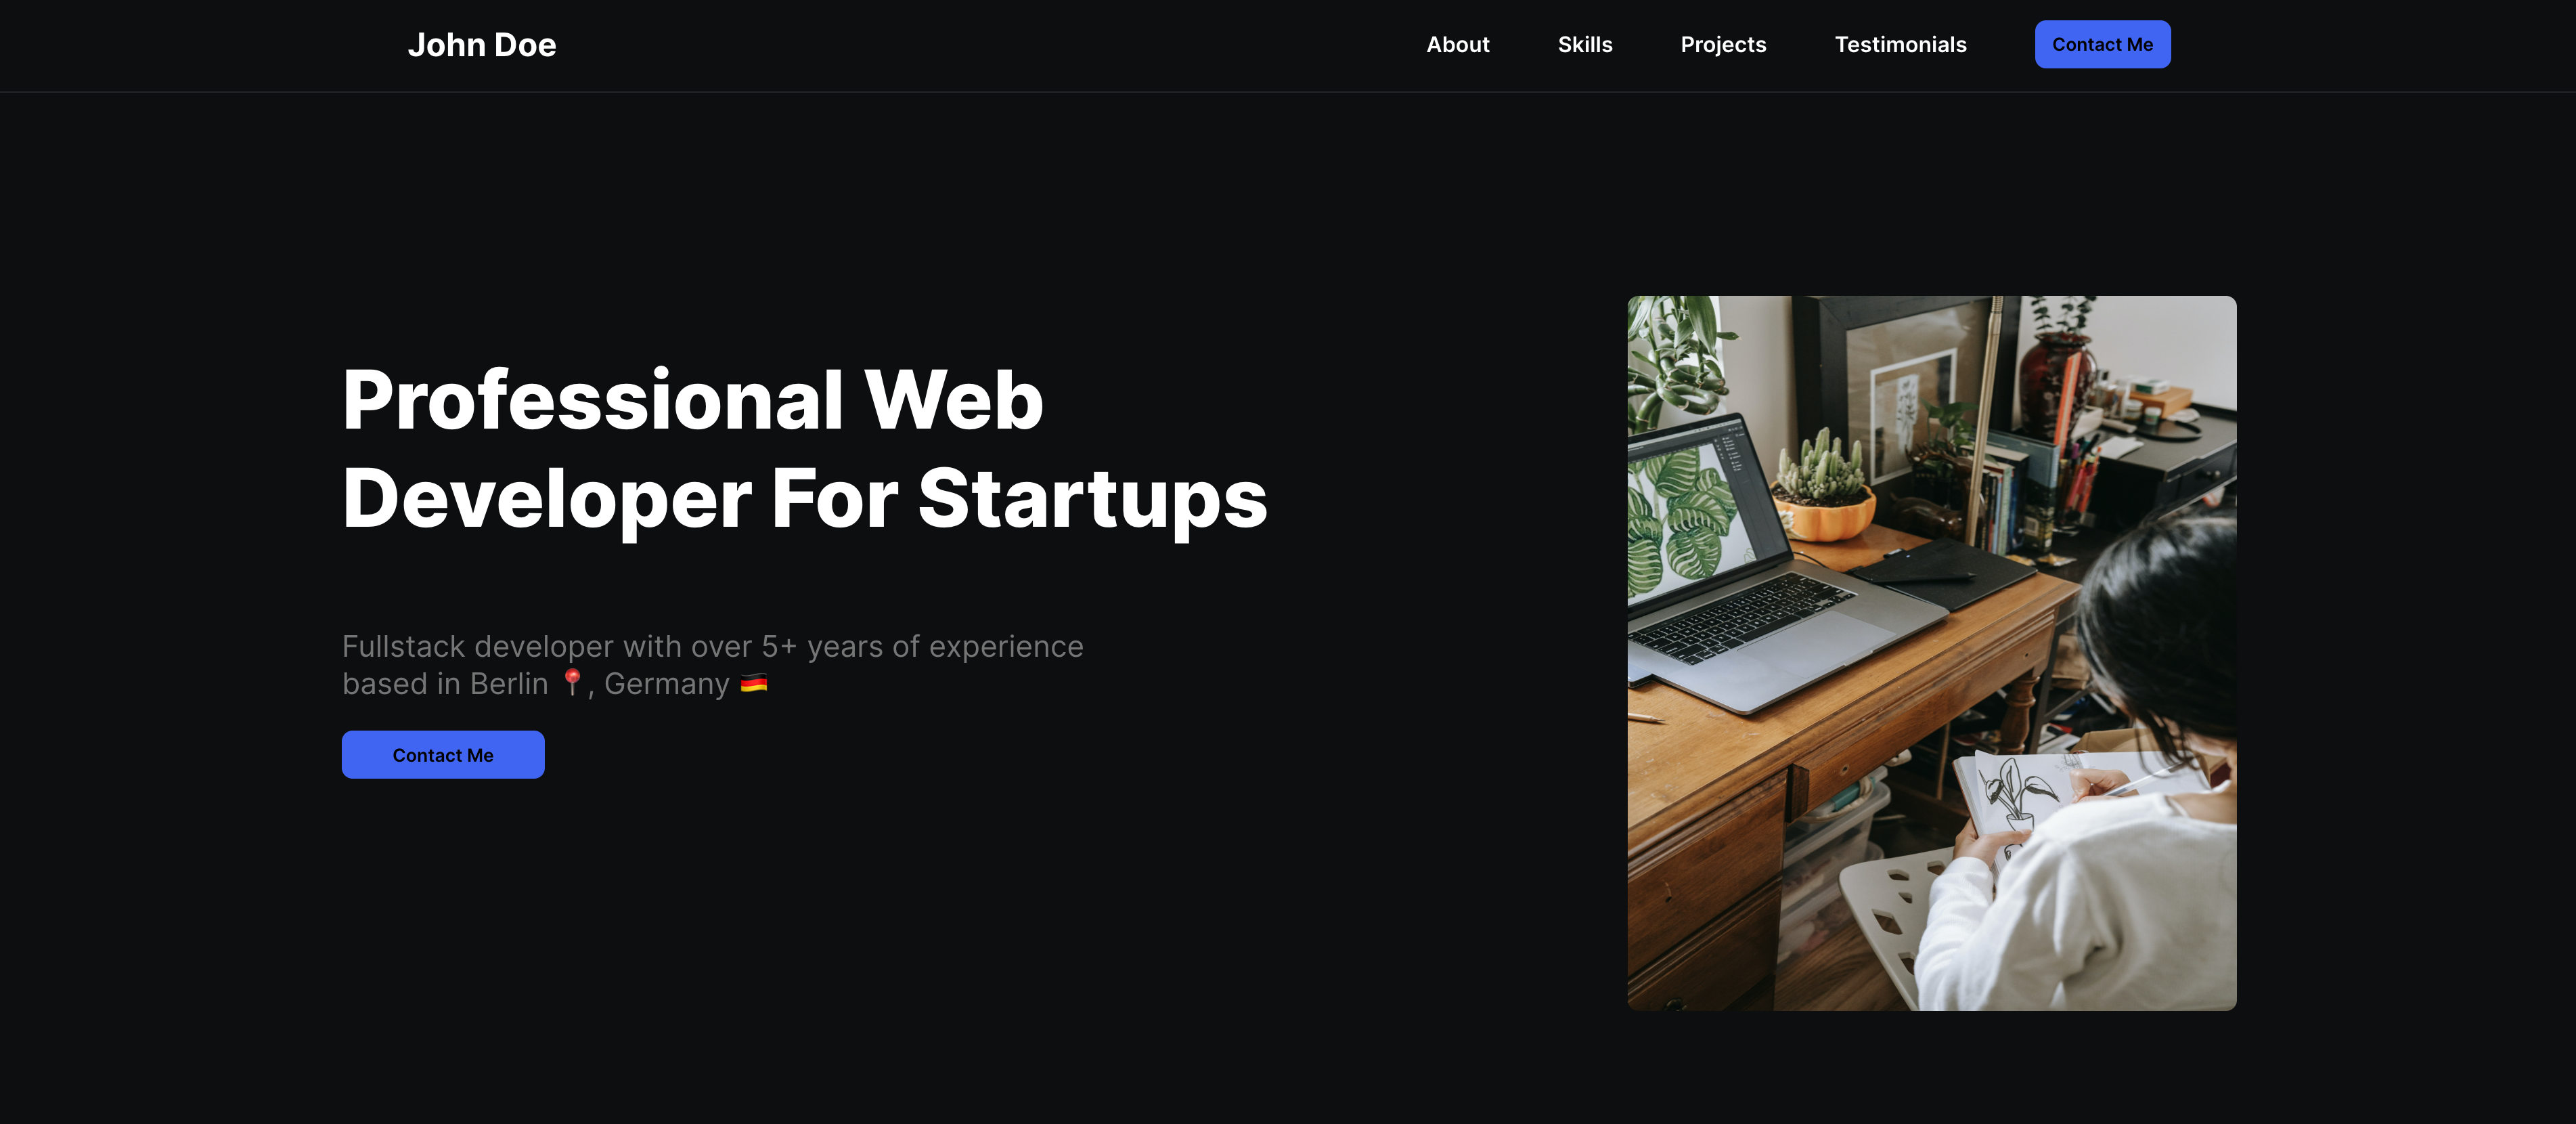 John Doe
About Skills Projects Testimonials Contact Me
Professional Web
Developer For Startups
Fullstack developer with over 5+ years of experience
based in Berlin 📍, Germany 🇩🇪
Contact Me